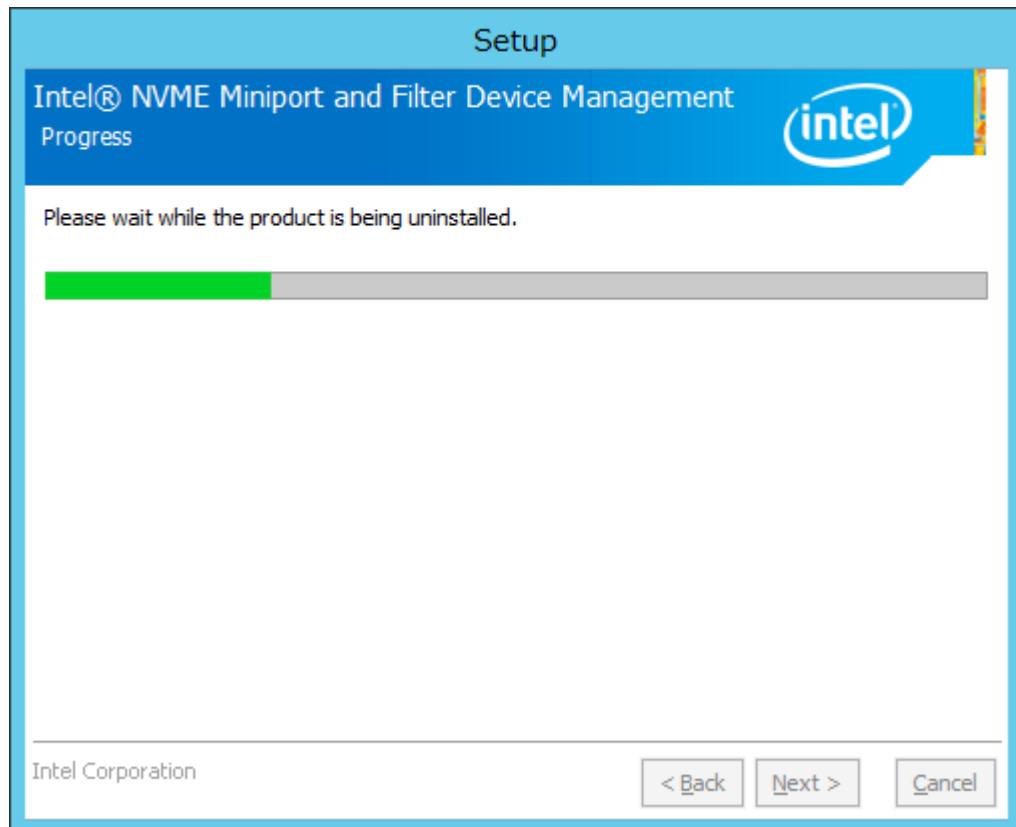 Setup
Intel® NVME Miniport and Filter Device Management
Progress
intel
Please wait while the product is being uninstalled.
Intel Corporation
< Back Next > Cancel